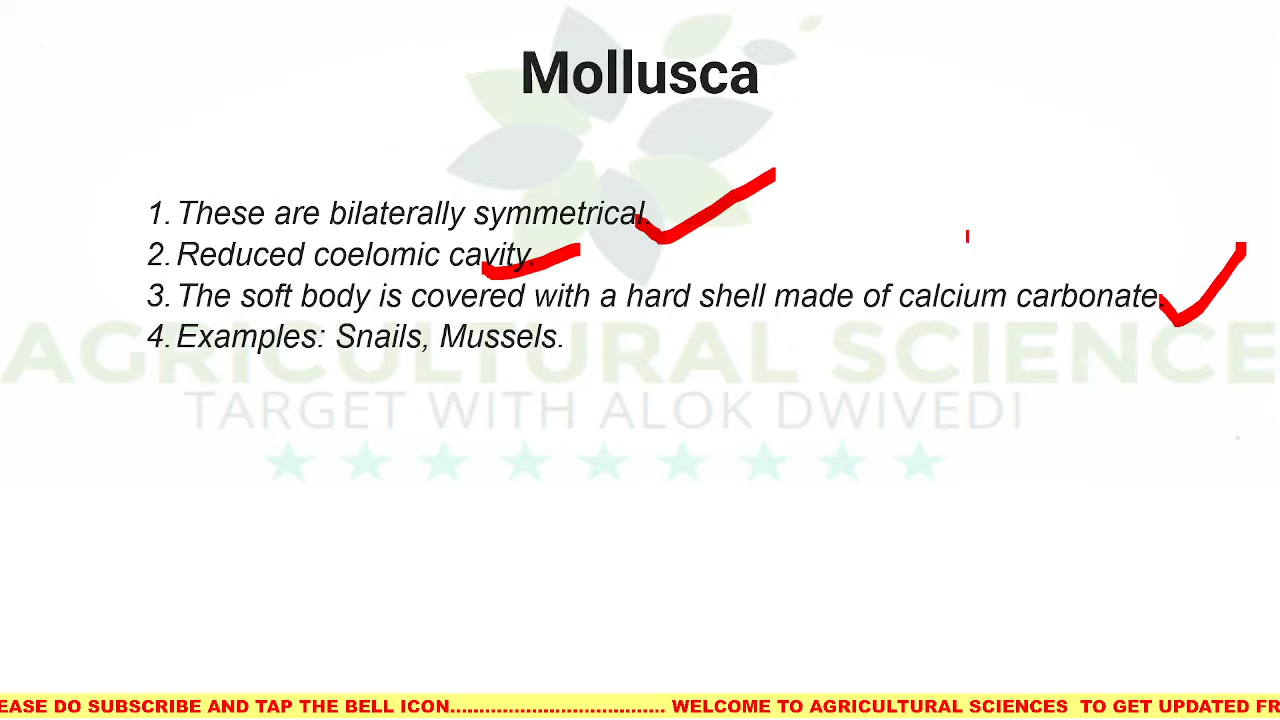 Mollusca
1. These are bilaterally symmetrical.
2. Reduced coelomic cavity.
3. The soft body is covered with a hard shell made of calcium carbonate.
4. Examples: Snails, Mussels.
AGRICULTURAL SCIENCE
TARGET WITH ALOK DWIVEDI
EASE DO SUBSCRIBE AND TAP THE BELL ICON....................................... WELCOME TO AGRICULTURAL SCIENCES TO GET UPDATED FR